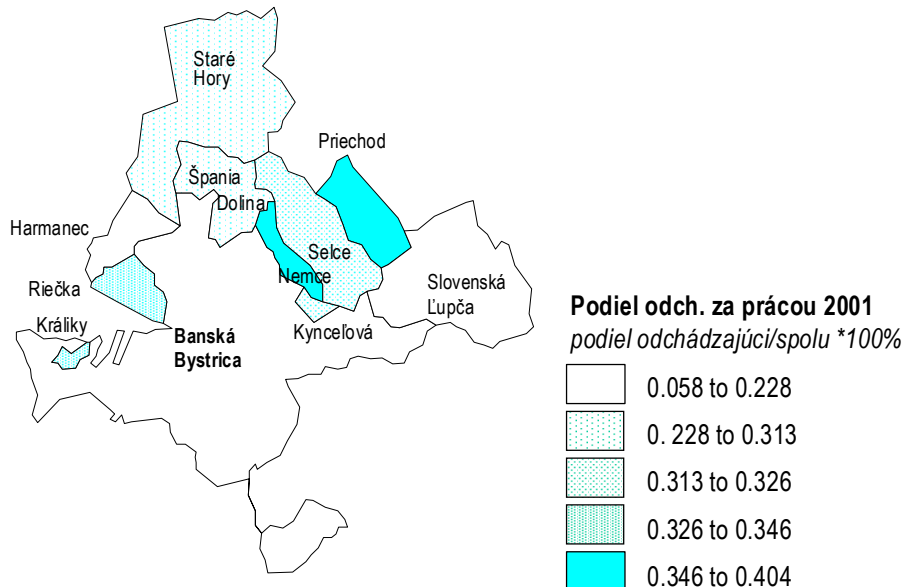 Staré
Hory
Priechod
Špania
Dolina
Harmanec
Selce
Nemce
Riečka
Slovenská
Ľupča
Králiky
Kynceľová
Banská
Bystrica
Podiel odch. za prácou 2001
podiel odchádzajúci/spolu *100%
0.058 to 0.228
0. 228 to 0.313
0.313 to 0.326
0.326 to 0.346
0.346 to 0.404